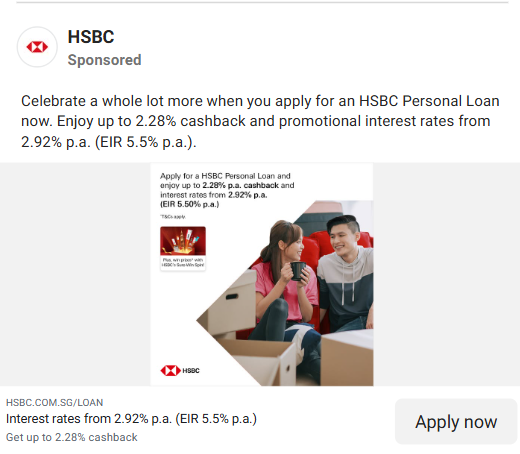 HSBC
Sponsored
Celebrate a whole lot more when you apply for an HSBC Personal Loan
now. Enjoy up to 2.28% cashback and promotional interest rates from
2.92% p.a. (EIR 5.5% p.a.).
Apply for a HSBC Personal Loan and
enjoy up to 2.28% p.a. cashback and
interest rates from 2.92% p.a.
(EIR 5.50% p.a.)
*T&Cs apply
Plus, win prizes* with
HSBC's Sure Win Spin!
HSBC
HSBC.COM.SG/LOAN
Interest rates from 2.92% p.a. (EIR 5.5% p.a.)
Get up to 2.28% cashback
Apply now